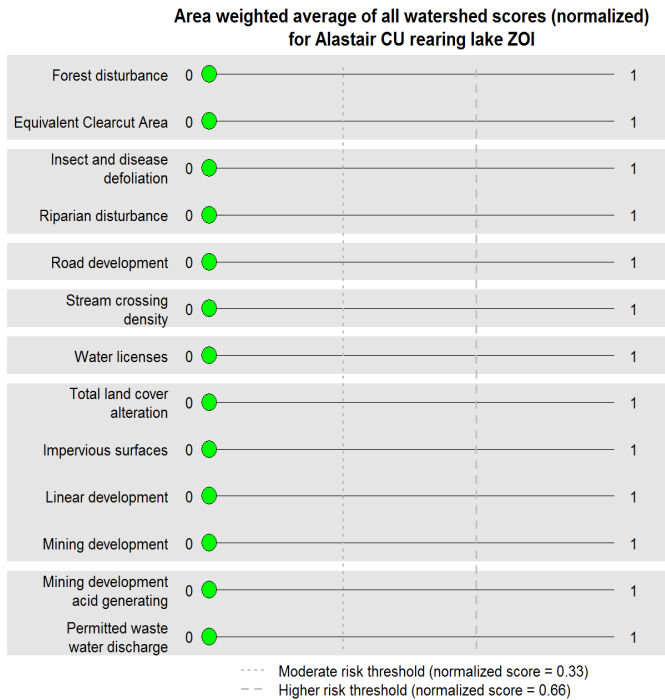 Area weighted average of all watershed scores (normalized)
for Alastair CU rearing lake ZOI
Forest disturbance 0 1
Equivalent Clearcut Area 0 1
Insect and disease
defoliation 0 1
Riparian disturbance 0 1
Road development 0 1
Stream crossing
density 0 1
Water licenses 0 1
Total land cover
alteration 0 1
Impervious surfaces 0 1
Linear development 0 1
Mining development 0 1
Mining development
acid generating 0 1
Permitted waste
water discharge 0 1
Moderate risk threshold (normalized score = 0.33)
Higher risk threshold (normalized score = 0.66)